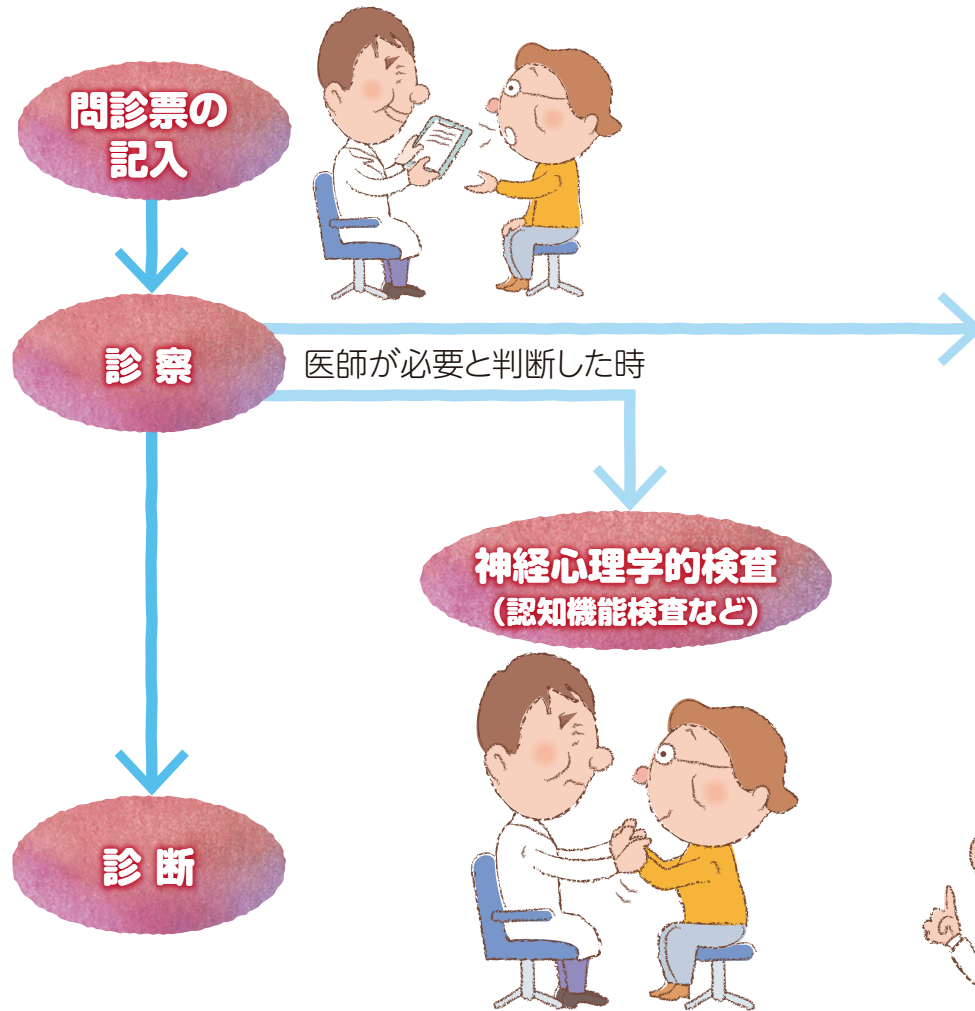 問診票の
記入
診 察
医師が必要と判断した時
神経心理学的検査
（認知機能検査など）
診 断